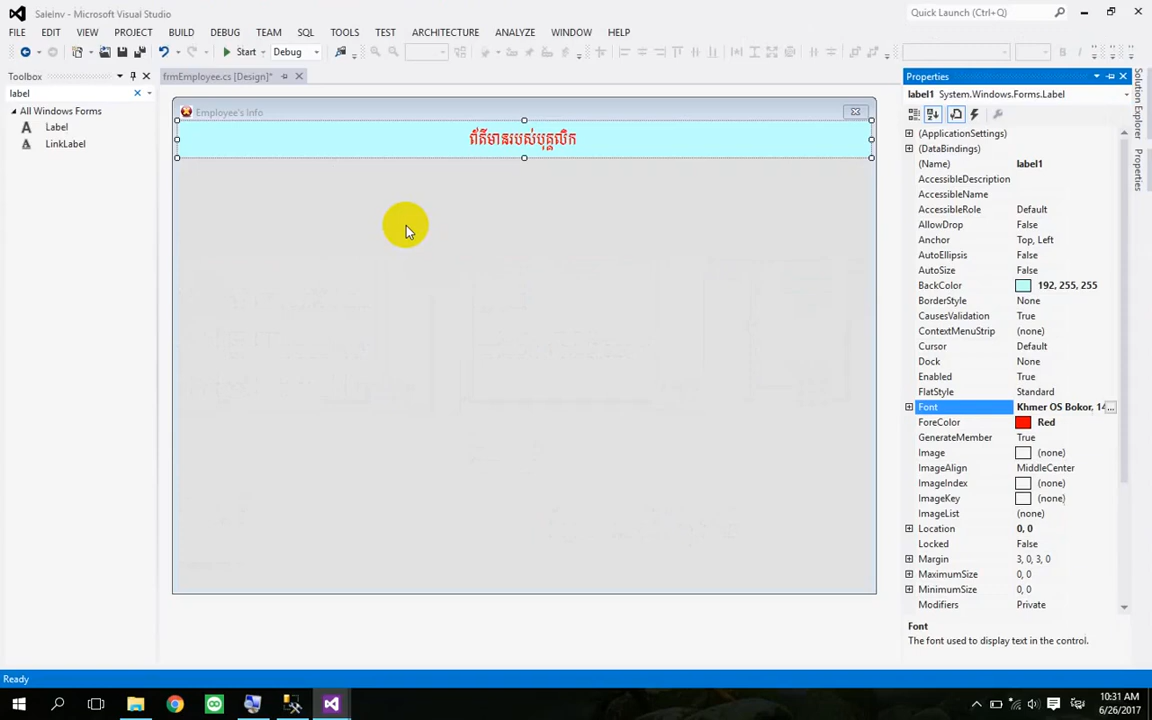 SaleInv - Microsoft Visual Studio
Quick Launch (Ctrl+Q)
FILE EDIT VIEW PROJECT BUILD DEBUG TEAM SQL TOOLS TEST ARCHITECTURE ANALYZE WINDOW HELP
Start Debug
Toolbox
frmEmployee.cs [Design]*
Properties
label
label1 System.Windows.Forms.Label
All Windows Forms
Label
LinkLabel
Employee's Info
ព័ត៌មានរបស់បុគ្គលិក
(ApplicationSettings)
(DataBindings)
(Name) label1
AccessibleDescription
AccessibleName
AccessibleRole Default
AllowDrop False
Anchor Top, Left
AutoEllipsis False
AutoSize False
BackColor 192, 255, 255
BorderStyle None
CausesValidation True
ContextMenuStrip (none)
Cursor Default
Dock None
Enabled True
FlatStyle Standard
Font Khmer OS Bokor, 14 ...
ForeColor Red
GenerateMember True
Image (none)
ImageAlign MiddleCenter
ImageIndex (none)
ImageKey (none)
ImageList (none)
Location 0, 0
Locked False
Margin 3, 0, 3, 0
MaximumSize 0, 0
MinimumSize 0, 0
Modifiers Private
Font
The font used to display text in the control.
Solution Explorer
Properties
Ready
10:31 AM
6/26/2017